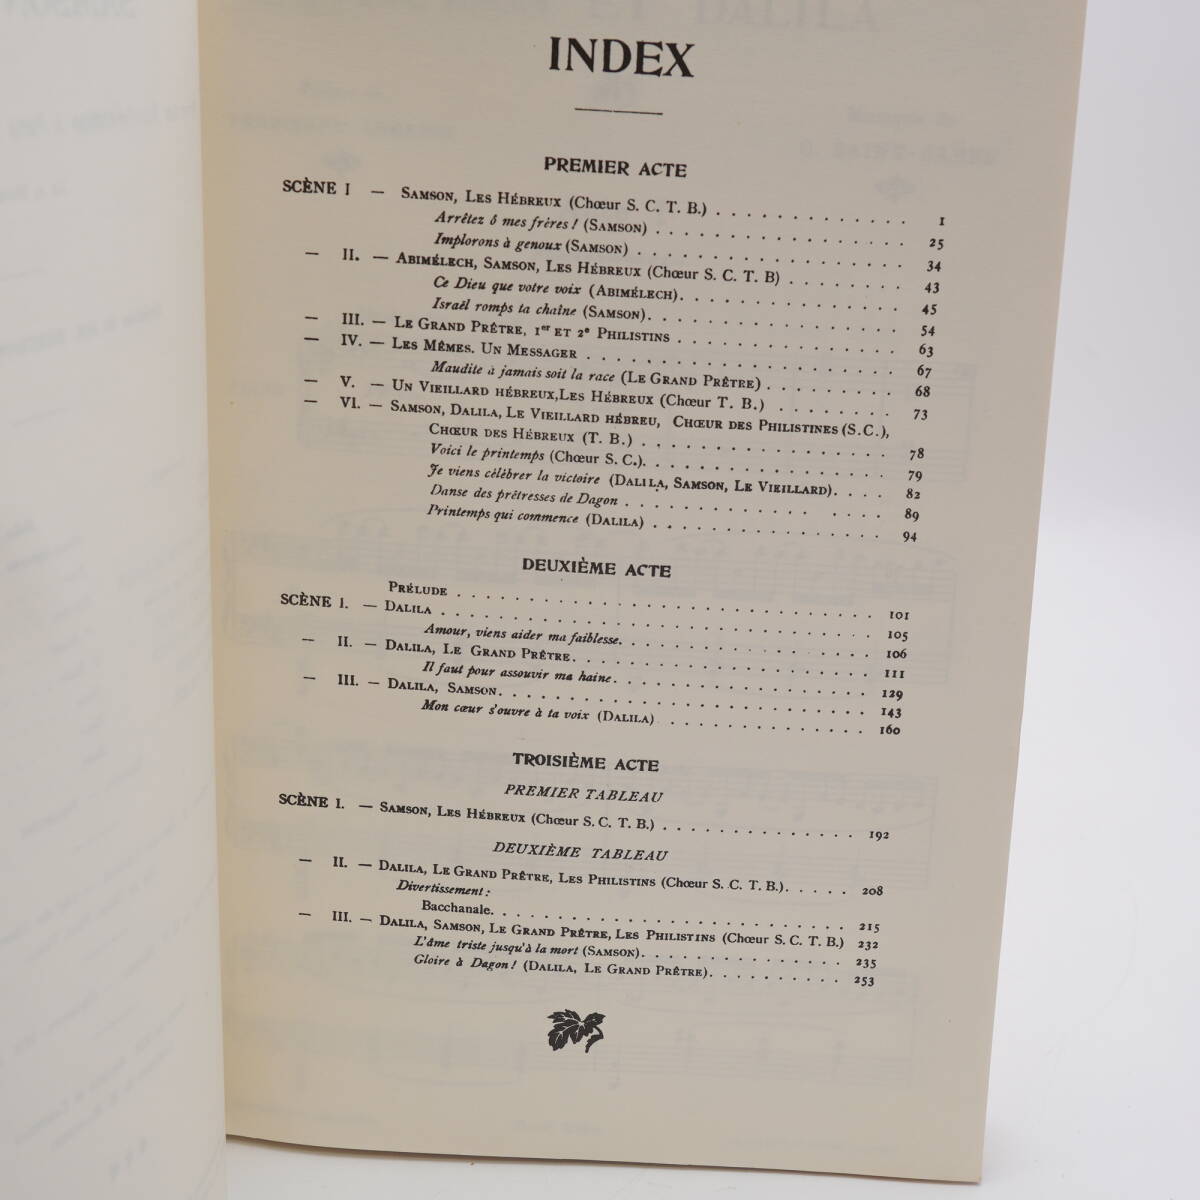 INDEX
PREMIER ACTE
SCÈNE I — SAMSON, LES HÉBREUX (Chœur S. C. T. B.) . . . . . . . . . . . 1
Arrêtez ô mes frères! (SAMSON) . . . . . . . . . . . . . . 25
Implorons à genoux (SAMSON) . . . . . . . . . . . . . . 34
— II. — ABIMÉLECH, SAMSON, LES HÉBREUX (Chœur S. C. T. B) . . . . . . . 43
Ce Dieu que votre voix (ABIMÉLECH). . . . . . . . . . . . . 45
Israël romps ta chaîne (SAMSON). . . . . . . . . . . . . . 54
— III. — LE GRAND PRÊTRE, 1er ET 2e PHILISTINS . . . . . . . . . . . . 63
— IV. — LES MÊMES. UN MESSAGER . . . . . . . . . . . . . . . . 67
Maudite à jamais soit la race (LE GRAND PRÊTRE) . . . . . . . 68
— V. — UN VIEILLARD HÉBREUX, LES HÉBREUX (Chœur T. B.) . . . . . . 73
— VI. — SAMSON, DALILA, LE VIEILLARD HÉBREU, CHŒUR DES PHILISTINES (S.C.),
CHŒUR DES HÉBREUX (T. B.) . . . . . . . . . . . . . 78
Voici le printemps (Chœur S. C.). . . . . . . . . . . . . 79
Je viens célébrer la victoire (DALILA, SAMSON, LE VIEILLARD). . . . 82
Danse des prêtresses de Dagon . . . . . . . . . . . . . . 89
Printemps qui commence (DALILA) . . . . . . . . . . . . 94
DEUXIÈME ACTE
PRÉLUDE . . . . . . . . . . . . . . . . . . . . . . . 101
SCÈNE I. — DALILA . . . . . . . . . . . . . . . . . . . . . . . 105
Amour, viens aider ma faiblesse. . . . . . . . . . . . . . 106
— II. — DALILA, LE GRAND PRÊTRE. . . . . . . . . . . . . . . . . 111
Il faut pour assouvir ma haine. . . . . . . . . . . . . . 129
— III. — DALILA, SAMSON. . . . . . . . . . . . . . . . . . . . 143
Mon cœur s'ouvre à ta voix (DALILA) . . . . . . . . . . . 160
TROISIÈME ACTE
PREMIER TABLEAU
SCÈNE I. — SAMSON, LES HÉBREUX (Chœur S. C. T. B.) . . . . . . . . . . . . 192
DEUXIÈME TABLEAU
— II. — DALILA, LE GRAND PRÊTRE, LES PHILISTINS (Chœur S. C. T. B.). . . . . 208
Divertissement :
Bacchanale. . . . . . . . . . . . . . . . . . . 215
— III. — DALILA, SAMSON, LE GRAND PRÊTRE, LES PHILISTINS (Chœur S. C. T. B.) 232
L'âme triste jusqu'à la mort (SAMSON). . . . . . . . . . . 235
Gloire à Dagon! (DALILA, LE GRAND PRÊTRE). . . . . . . . . 253